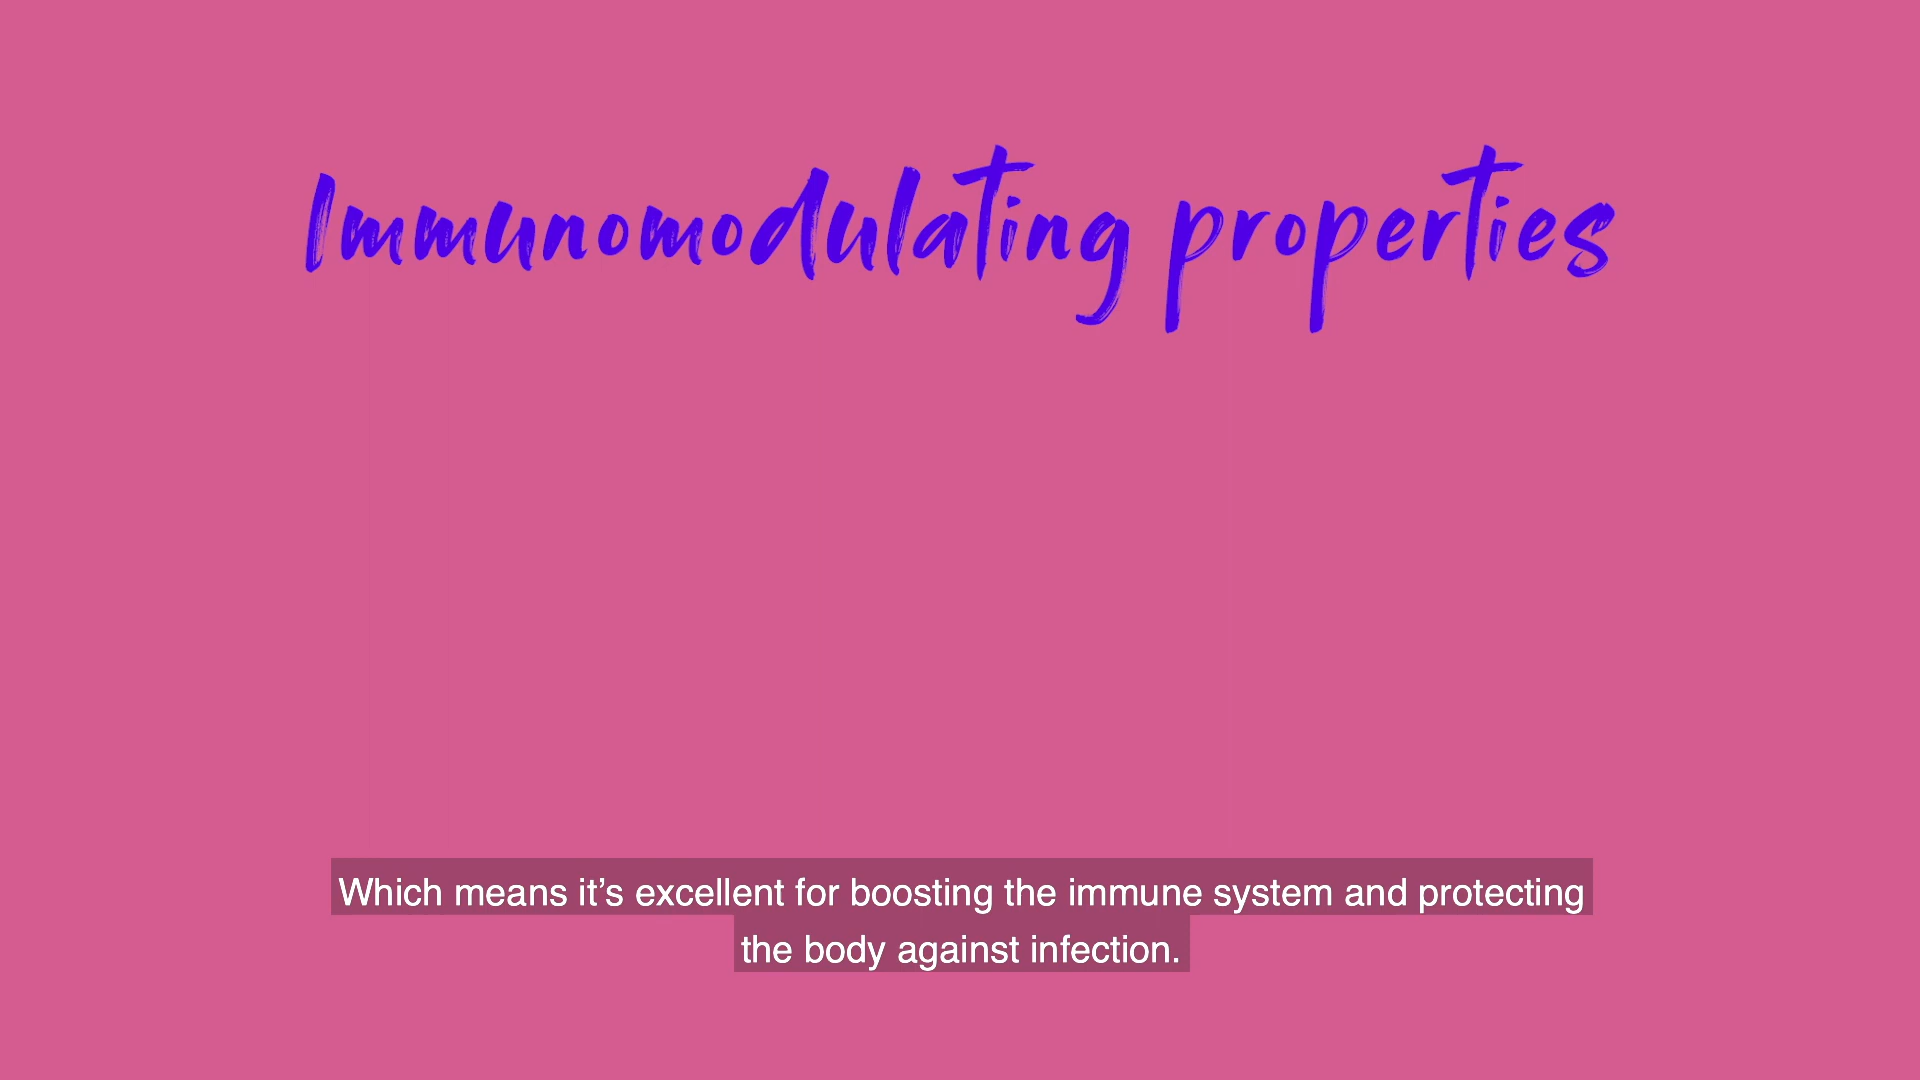 Immunomodulating properties
Which means it’s excellent for boosting the immune system and protecting
the body against infection.